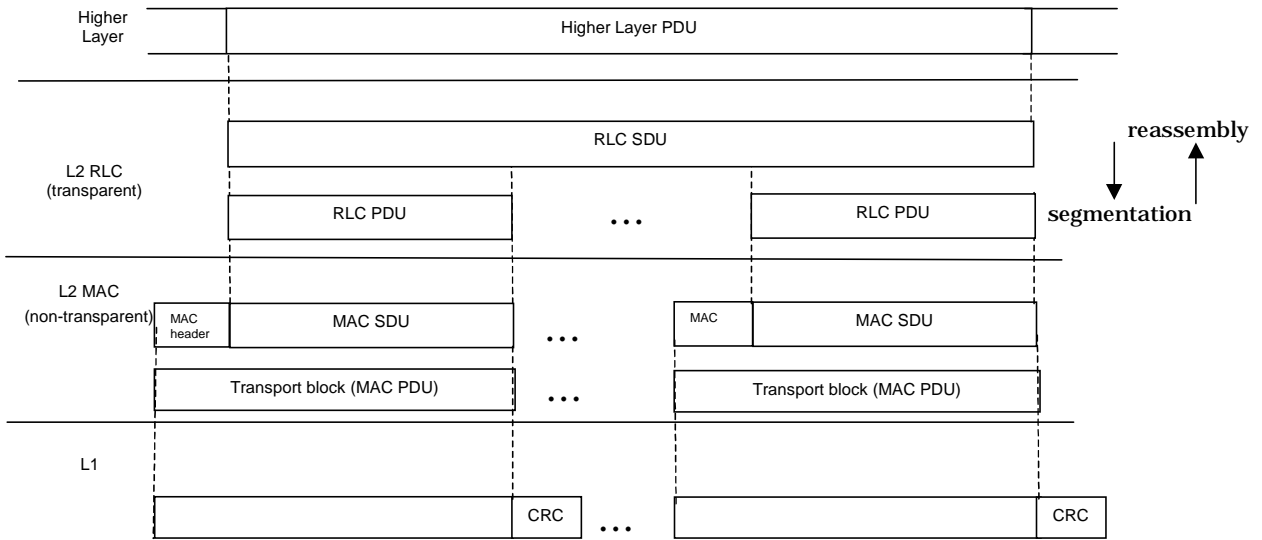 Higher
Layer
Higher Layer PDU
RLC SDU
reassembly
L2 RLC
(transparent)
RLC PDU
...
RLC PDU
segmentation
L2 MAC
(non-transparent)
MAC
header
MAC SDU
...
MAC
MAC SDU
Transport block (MAC PDU)
...
Transport block (MAC PDU)
L1
CRC
...
CRC